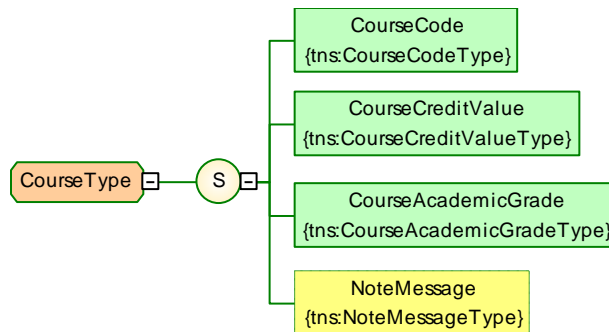 CourseCode
{tns:CourseCodeType}
CourseCreditValue
{tns:CourseCreditValueType}
CourseType
S
CourseAcademicGrade
{tns:CourseAcademicGradeType}
NoteMessage
{tns:NoteMessageType}